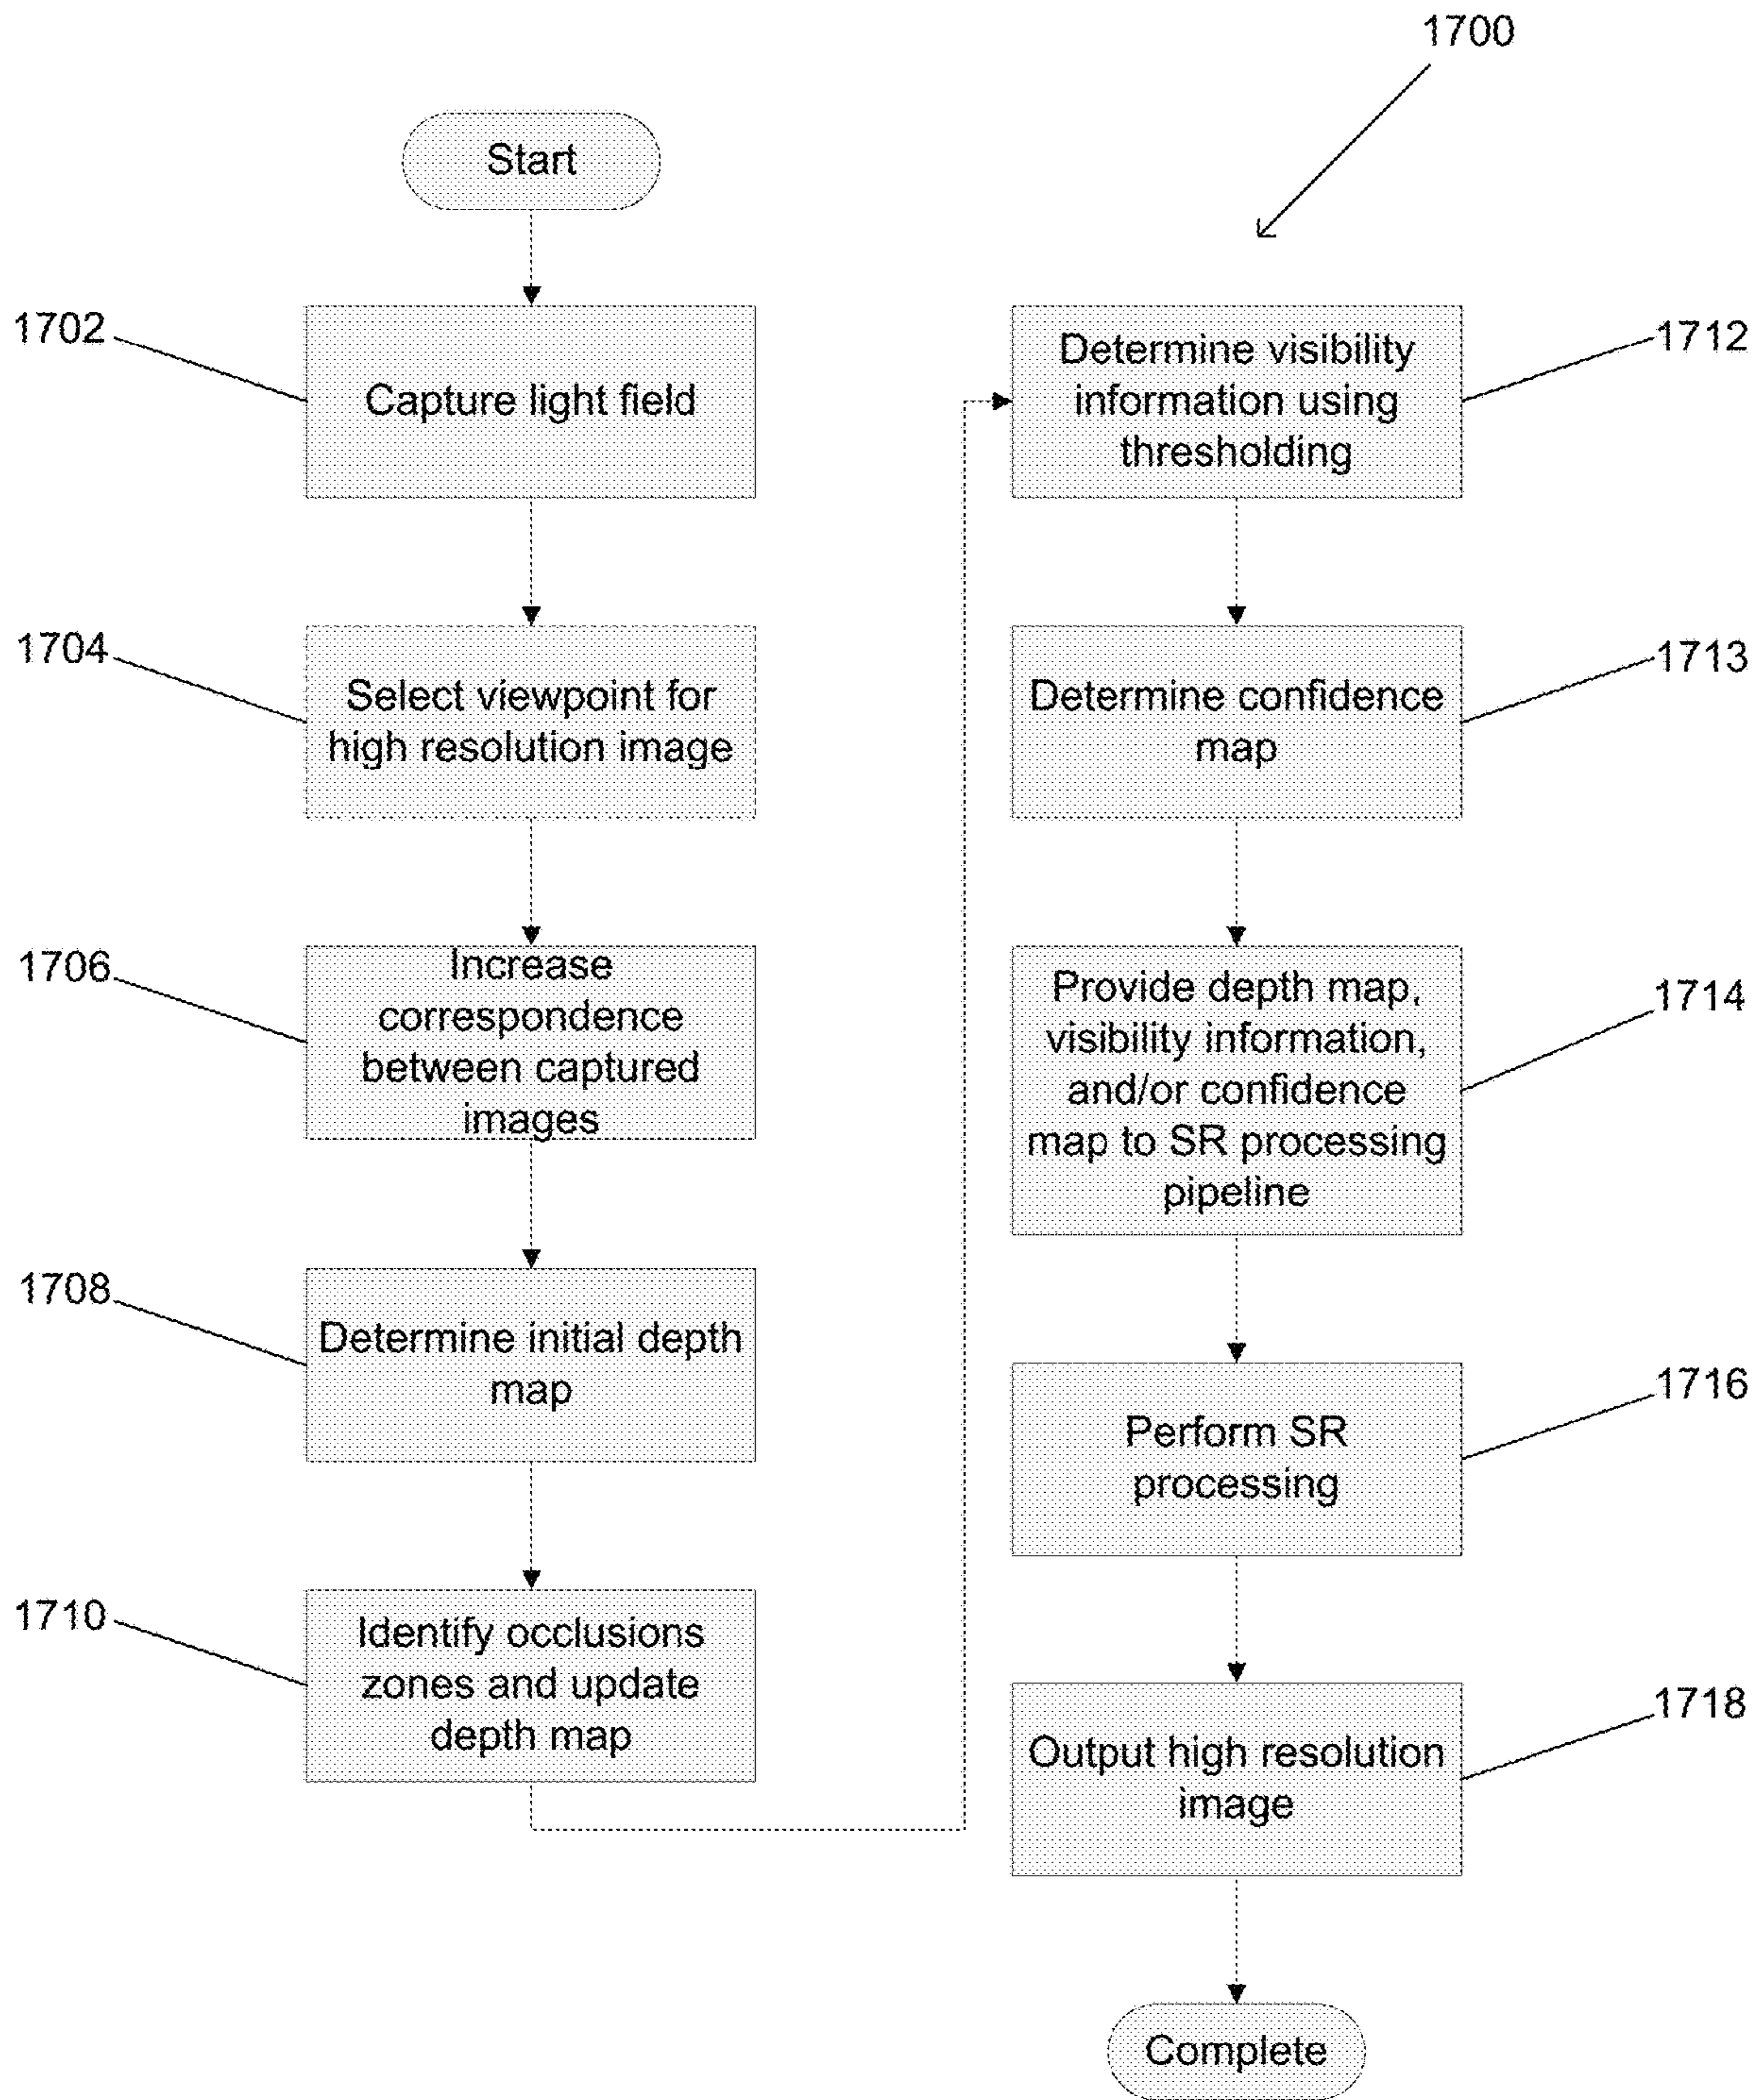 1700
Start
1702
Capture light field
1704
Select viewpoint for
high resolution image
1706
Increase
correspondence
between captured
images
1708
Determine initial depth
map
1710
Identify occlusions
zones and update
depth map
1712
Determine visibility
information using
thresholding
1713
Determine confidence
map
1714
Provide depth map,
visibility information,
and/or confidence
map to SR processing
pipeline
1716
Perform SR
processing
1718
Output high resolution
image
Complete